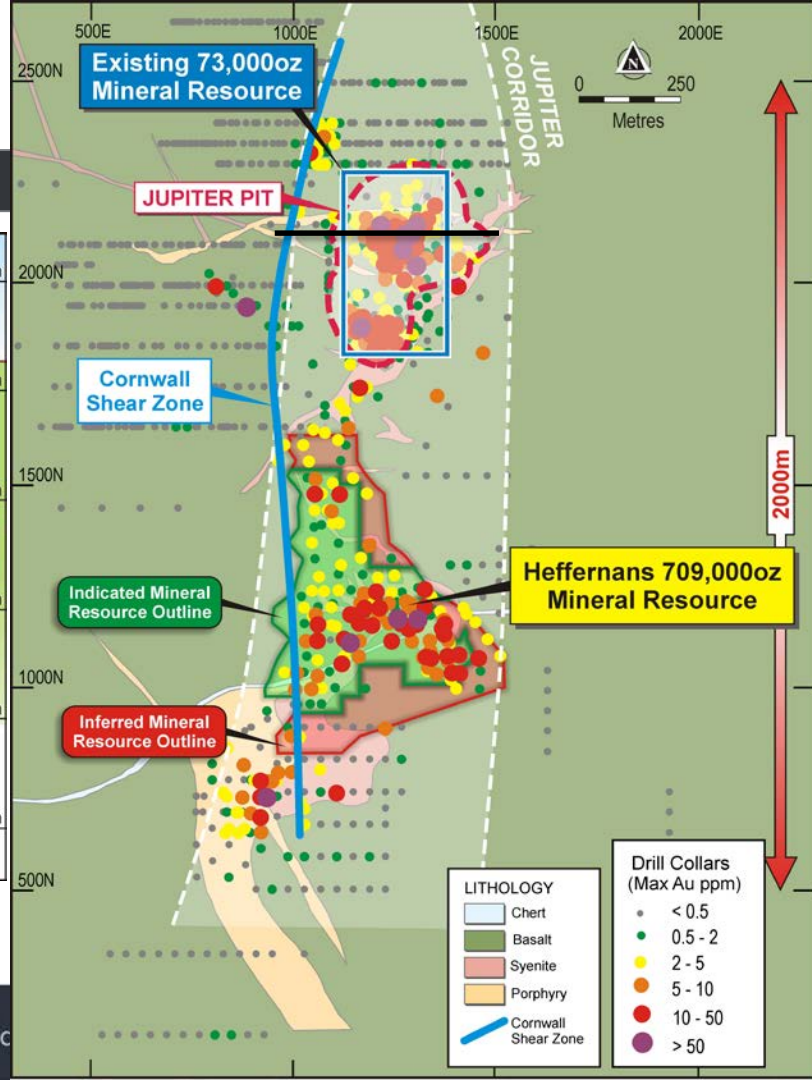 500E
1000E
1500E
2000E
2500N
2000N
1500N
1000N
500N
Existing 73,000oz
Mineral Resource
JUPITER
CORRIDOR
N
0
250
Metres
JUPITER PIT
Cornwall
Shear Zone
2000m
Indicated Mineral
Resource Outline
Heffernans 709,000oz
Mineral Resource
Inferred Mineral
Resource Outline
LITHOLOGY
Chert
Basalt
Syenite
Porphyry
Cornwall
Shear Zone
Drill Collars
(Max Au ppm)
< 0.5
0.5 - 2
2 - 5
5 - 10
10 - 50
> 50